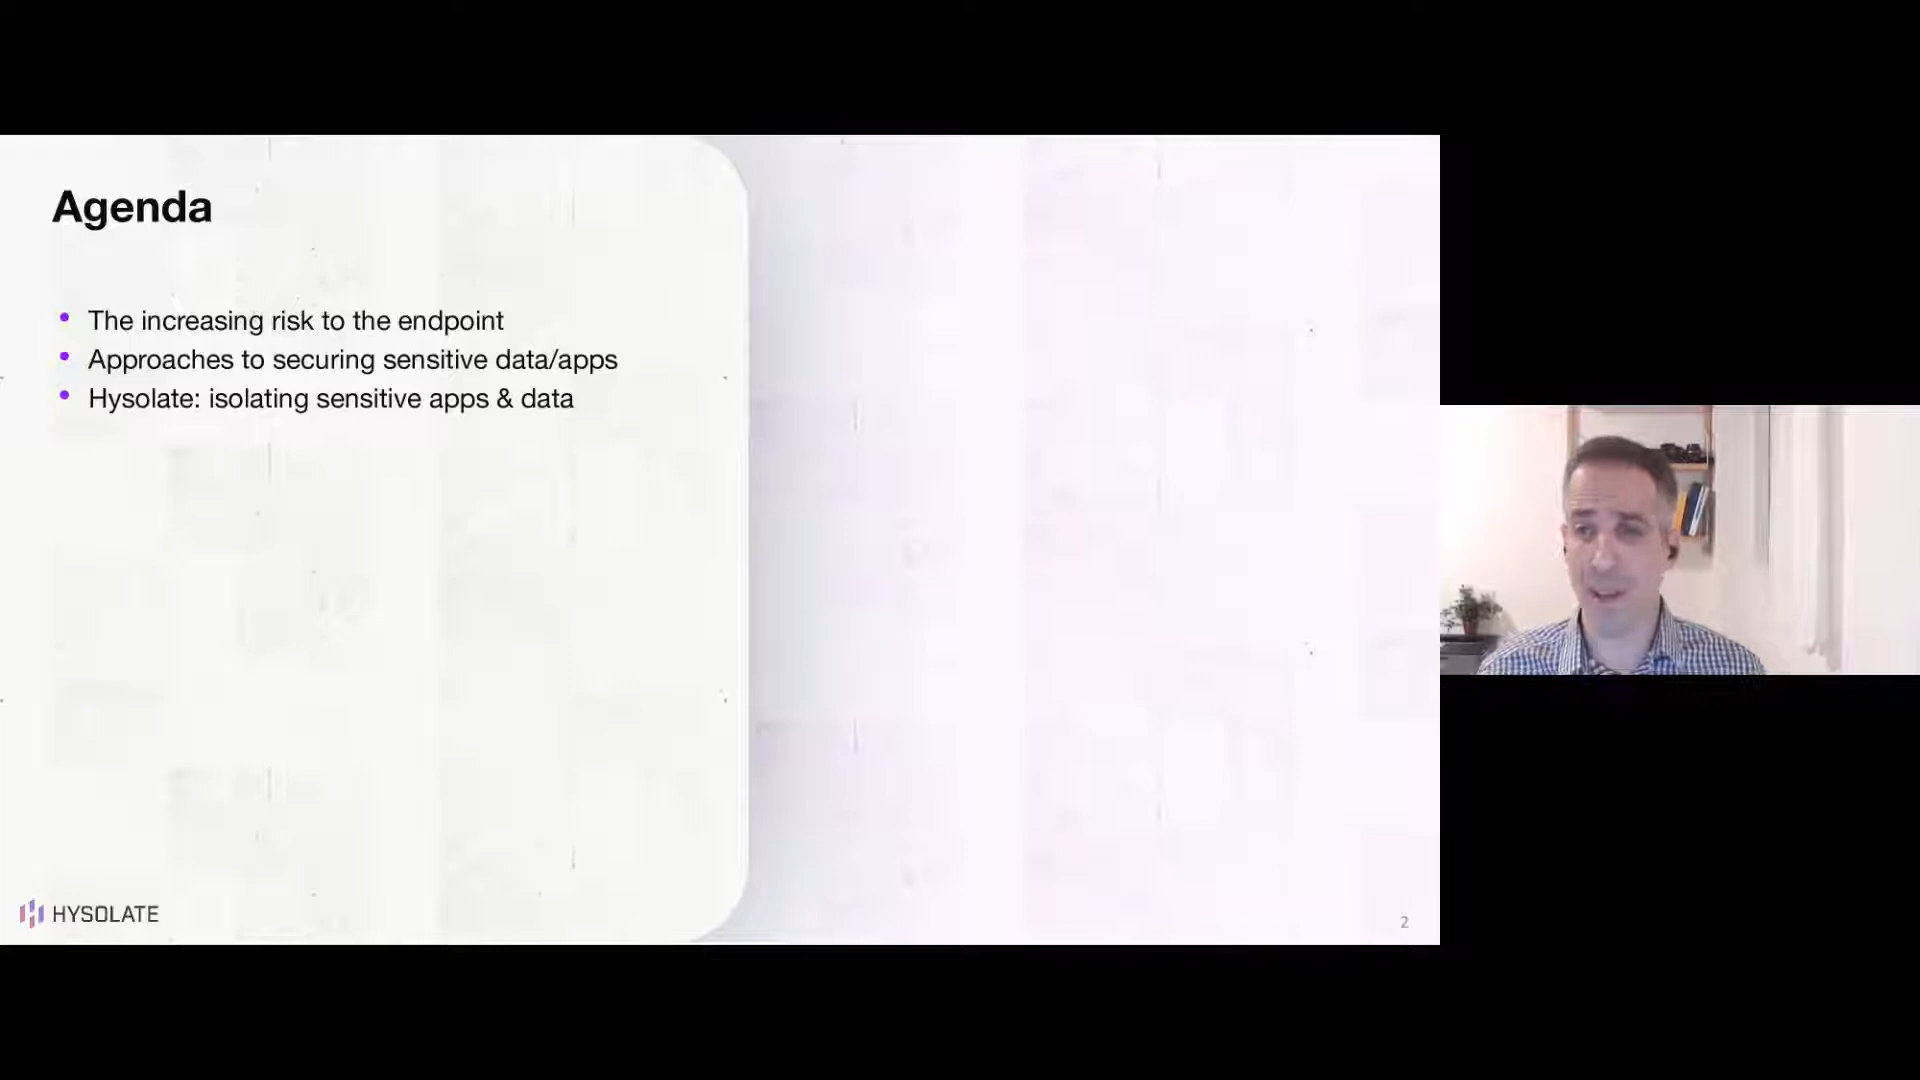 Agenda
• The increasing risk to the endpoint
• Approaches to securing sensitive data/apps
• Hysolate: isolating sensitive apps & data
HYSOLATE
2